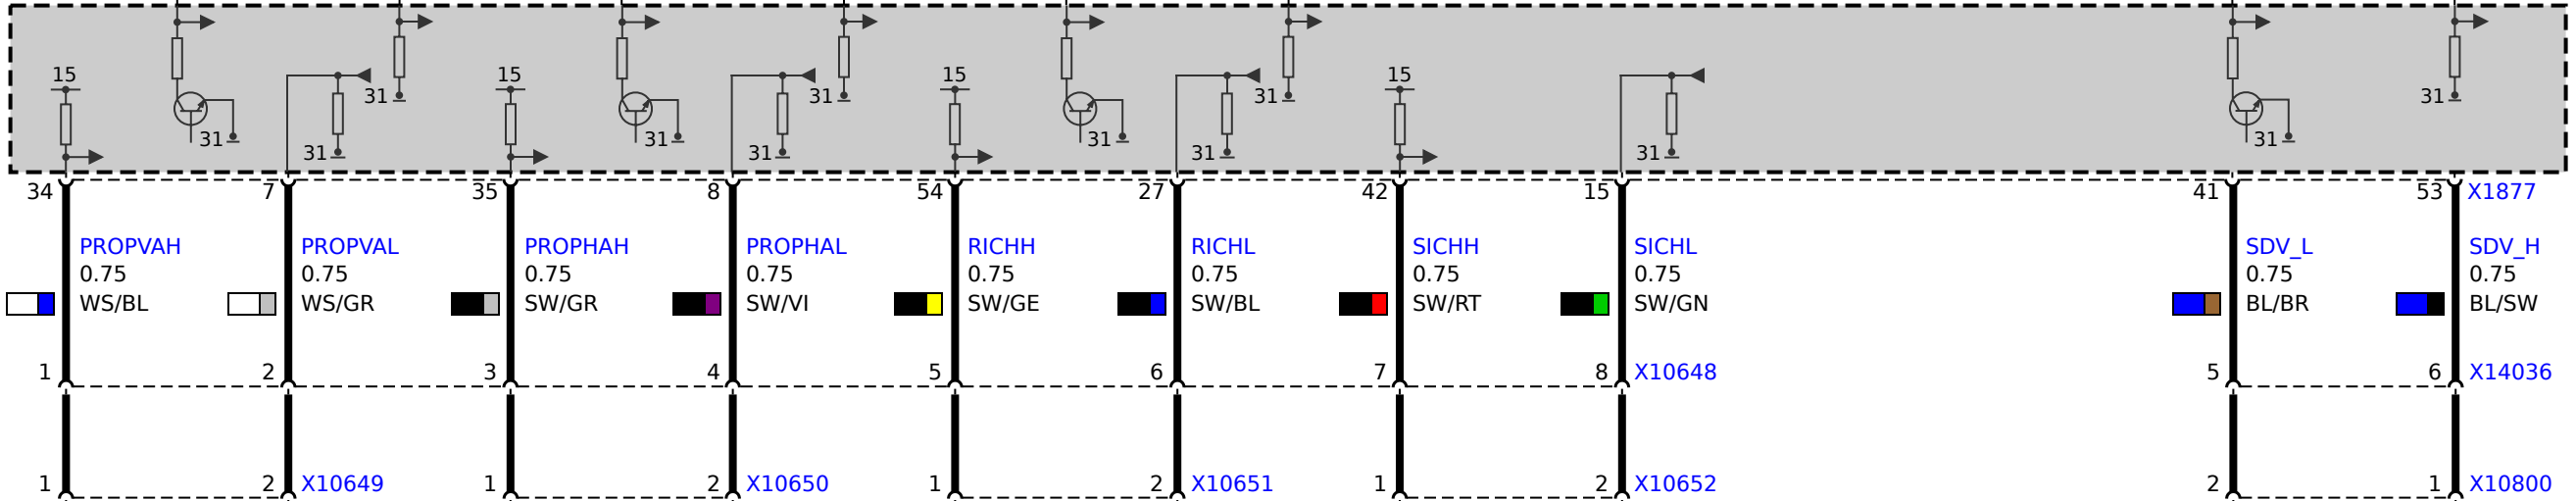 15 31 31 31 15 31 31 31 15 31 31 31 15 31 31 31
34 7 35 8 54 27 42 15 41 53 X1877
PROPVAH PROPVAL PROPHAH PROPHAL RICHH RICHL SICHH SICHL SDV_L SDV_H
0.75 0.75 0.75 0.75 0.75 0.75 0.75 0.75 0.75 0.75
WS/BL WS/GR SW/GR SW/VI SW/GE SW/BL SW/RT SW/GN BL/BR BL/SW
1 2 3 4 5 6 7 8 X10648 5 6 X14036
1 2 X10649 1 2 X10650 1 2 X10651 1 2 X10652 2 1 X10800